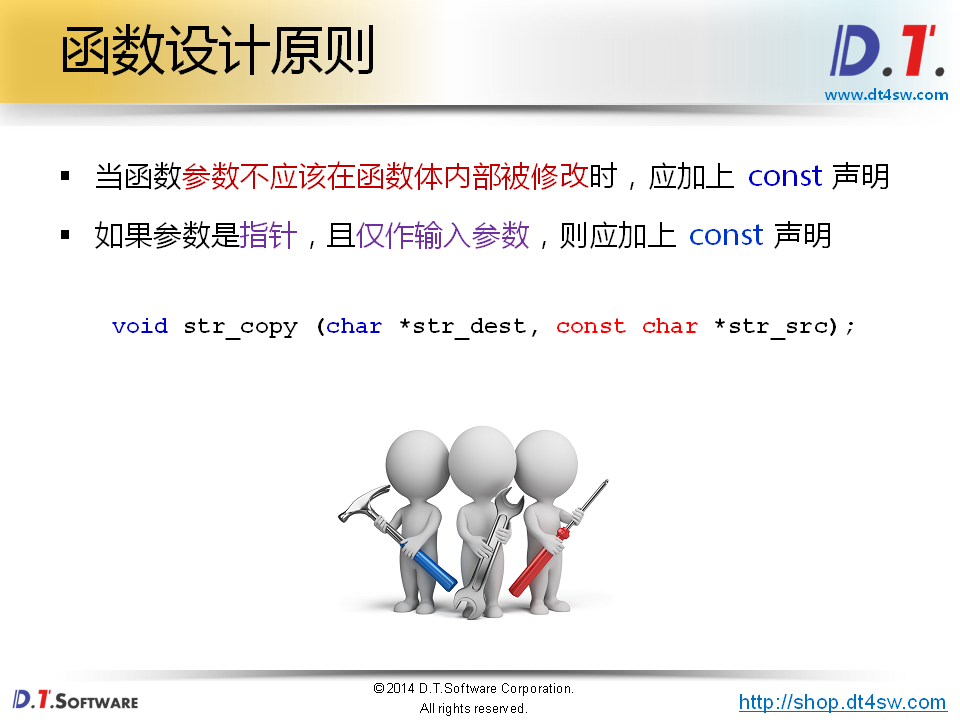 函数设计原则
D.T.
www.dt4sw.com
▪ 当函数参数不应该在函数体内部被修改时，应加上 const 声明
▪ 如果参数是指针，且仅作输入参数，则应加上 const 声明
void str_copy (char *str_dest, const char *str_src);
D.T.SOFTWARE
©2014 D.T.Software Corporation.
All rights reserved.
http://shop.dt4sw.com